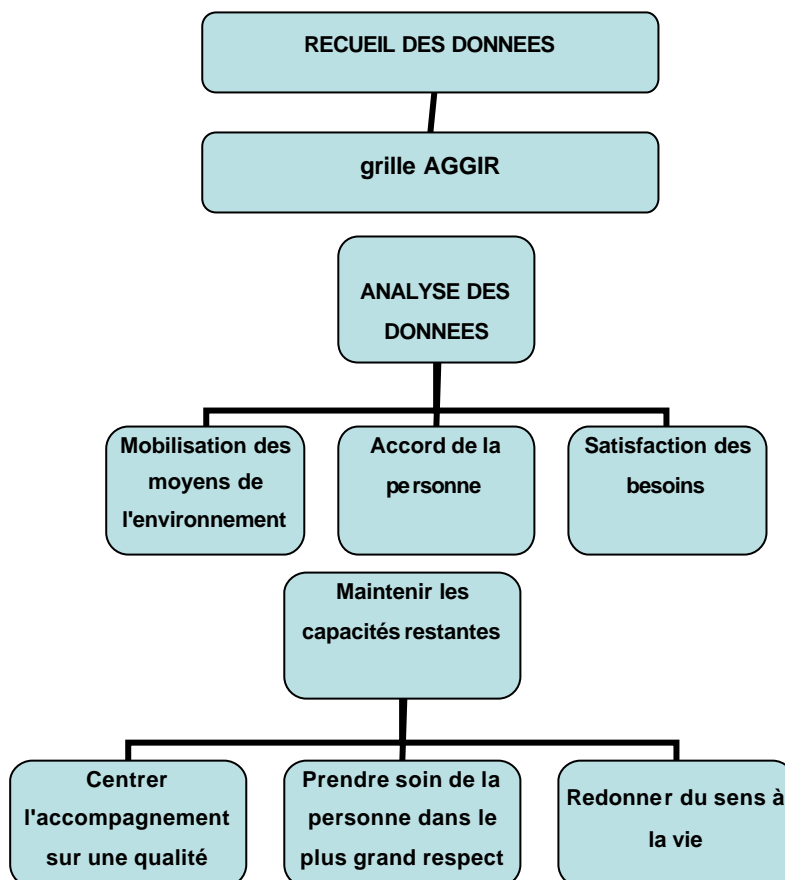 RECUEIL DES DONNEES
grille AGGIR
ANALYSE DES
DONNEES
Mobilisation des
moyens de
l'environnement
Accord de la
personne
Satisfaction des
besoins
Maintenir les
capacités restantes
Centrer
l'accompagnement
sur une qualité
Prendre soin de la
personne dans le
plus grand respect
Redonner du sens à
la vie